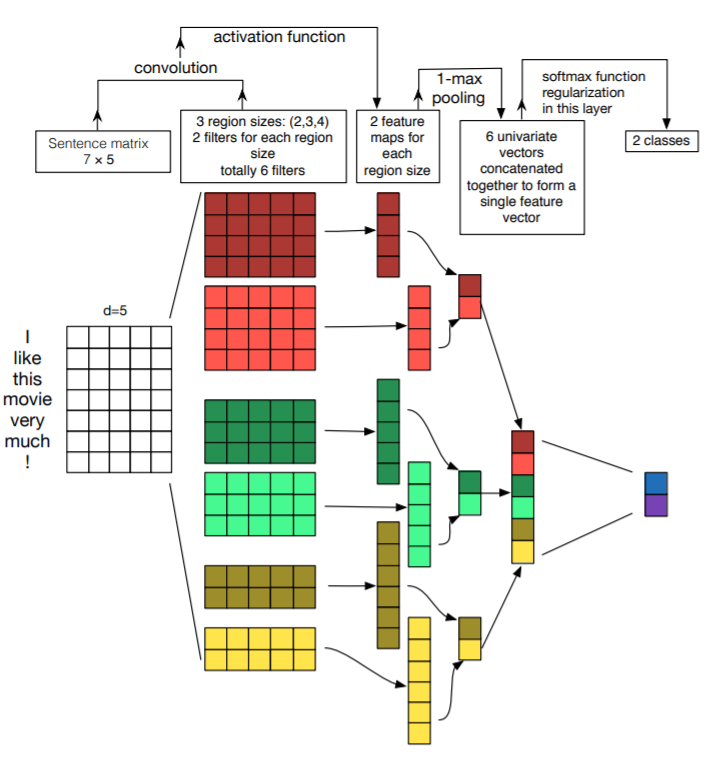 activation function
convolution
1-max
pooling
softmax function
regularization
in this layer
Sentence matrix
7 × 5
3 region sizes: (2,3,4)
2 filters for each region
size
totally 6 filters
2 feature
maps for
each
region size
6 univariate
vectors
concatenated
together to form a
single feature
vector
2 classes
d=5
I
like
this
movie
very
much
!